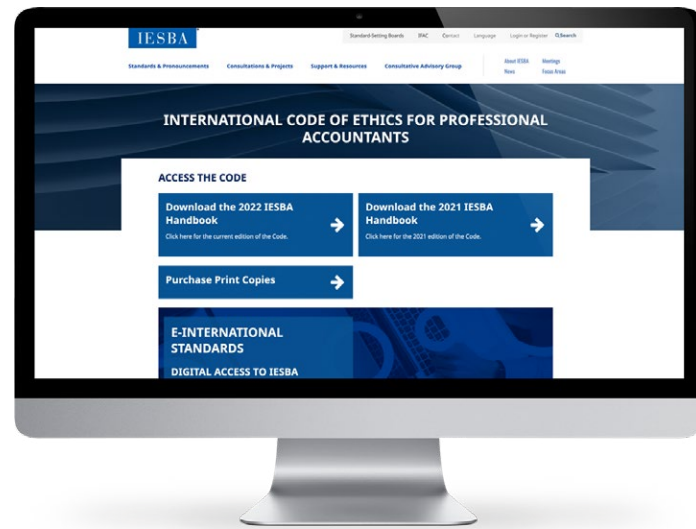 IESBA
Standard-Setting Boards IFAC Contact Language Login or Register Search
Standards & Pronouncements Consultations & Projects Support & Resources Consultative Advisory Group
About IESBA Meetings
News Focus Areas
INTERNATIONAL CODE OF ETHICS FOR PROFESSIONAL
ACCOUNTANTS
ACCESS THE CODE
Download the 2022 IESBA
Handbook
Click here for the current edition of the Code.
Download the 2021 IESBA
Handbook
Click here for the 2021 edition of the Code.
Purchase Print Copies
E-INTERNATIONAL
STANDARDS
DIGITAL ACCESS TO IESBA